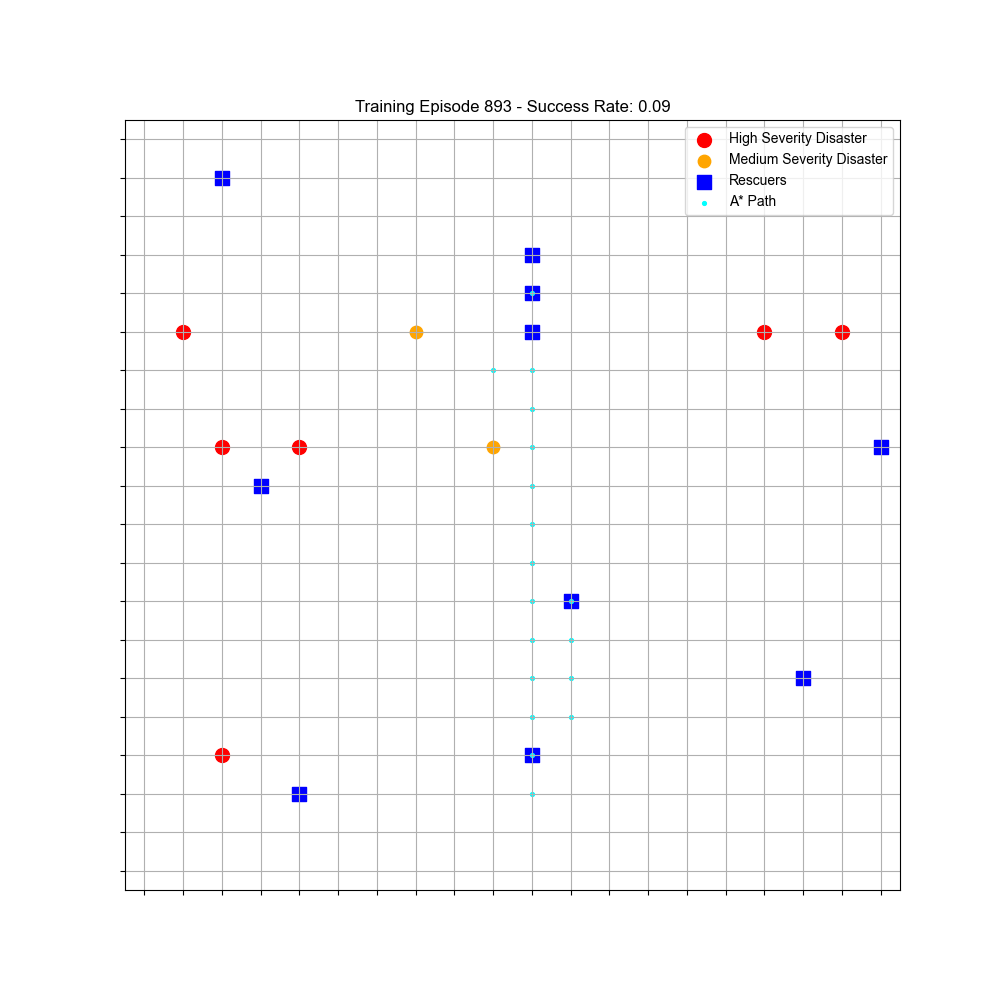 Training Episode 893 - Success Rate: 0.09
High Severity Disaster
Medium Severity Disaster
Rescuers
A* Path